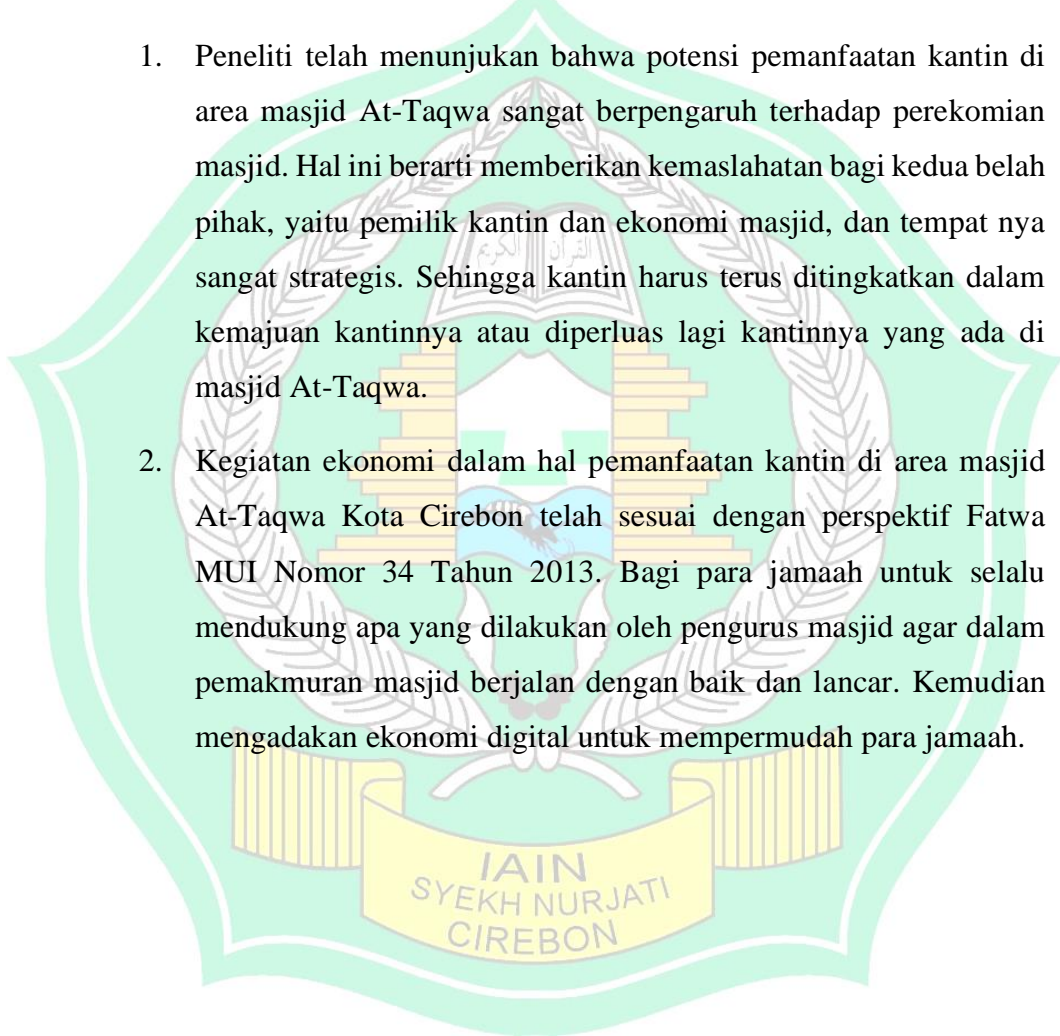 1. Peneliti telah menunjukan bahwa potensi pemanfaatan kantin di
area masjid At-Taqwa sangat berpengaruh terhadap perekomian
masjid. Hal ini berarti memberikan kemaslahatan bagi kedua belah
pihak, yaitu pemilik kantin dan ekonomi masjid, dan tempat nya
sangat strategis. Sehingga kantin harus terus ditingkatkan dalam
kemajuan kantinnya atau diperluas lagi kantinnya yang ada di
masjid At-Taqwa.
2. Kegiatan ekonomi dalam hal pemanfaatan kantin di area masjid
At-Taqwa Kota Cirebon telah sesuai dengan perspektif Fatwa
MUI Nomor 34 Tahun 2013. Bagi para jamaah untuk selalu
mendukung apa yang dilakukan oleh pengurus masjid agar dalam
pemakmuran masjid berjalan dengan baik dan lancar. Kemudian
mengadakan ekonomi digital untuk mempermudah para jamaah.
القرآن الكريم
IAIN
SYEKH NURJATI
CIREBON